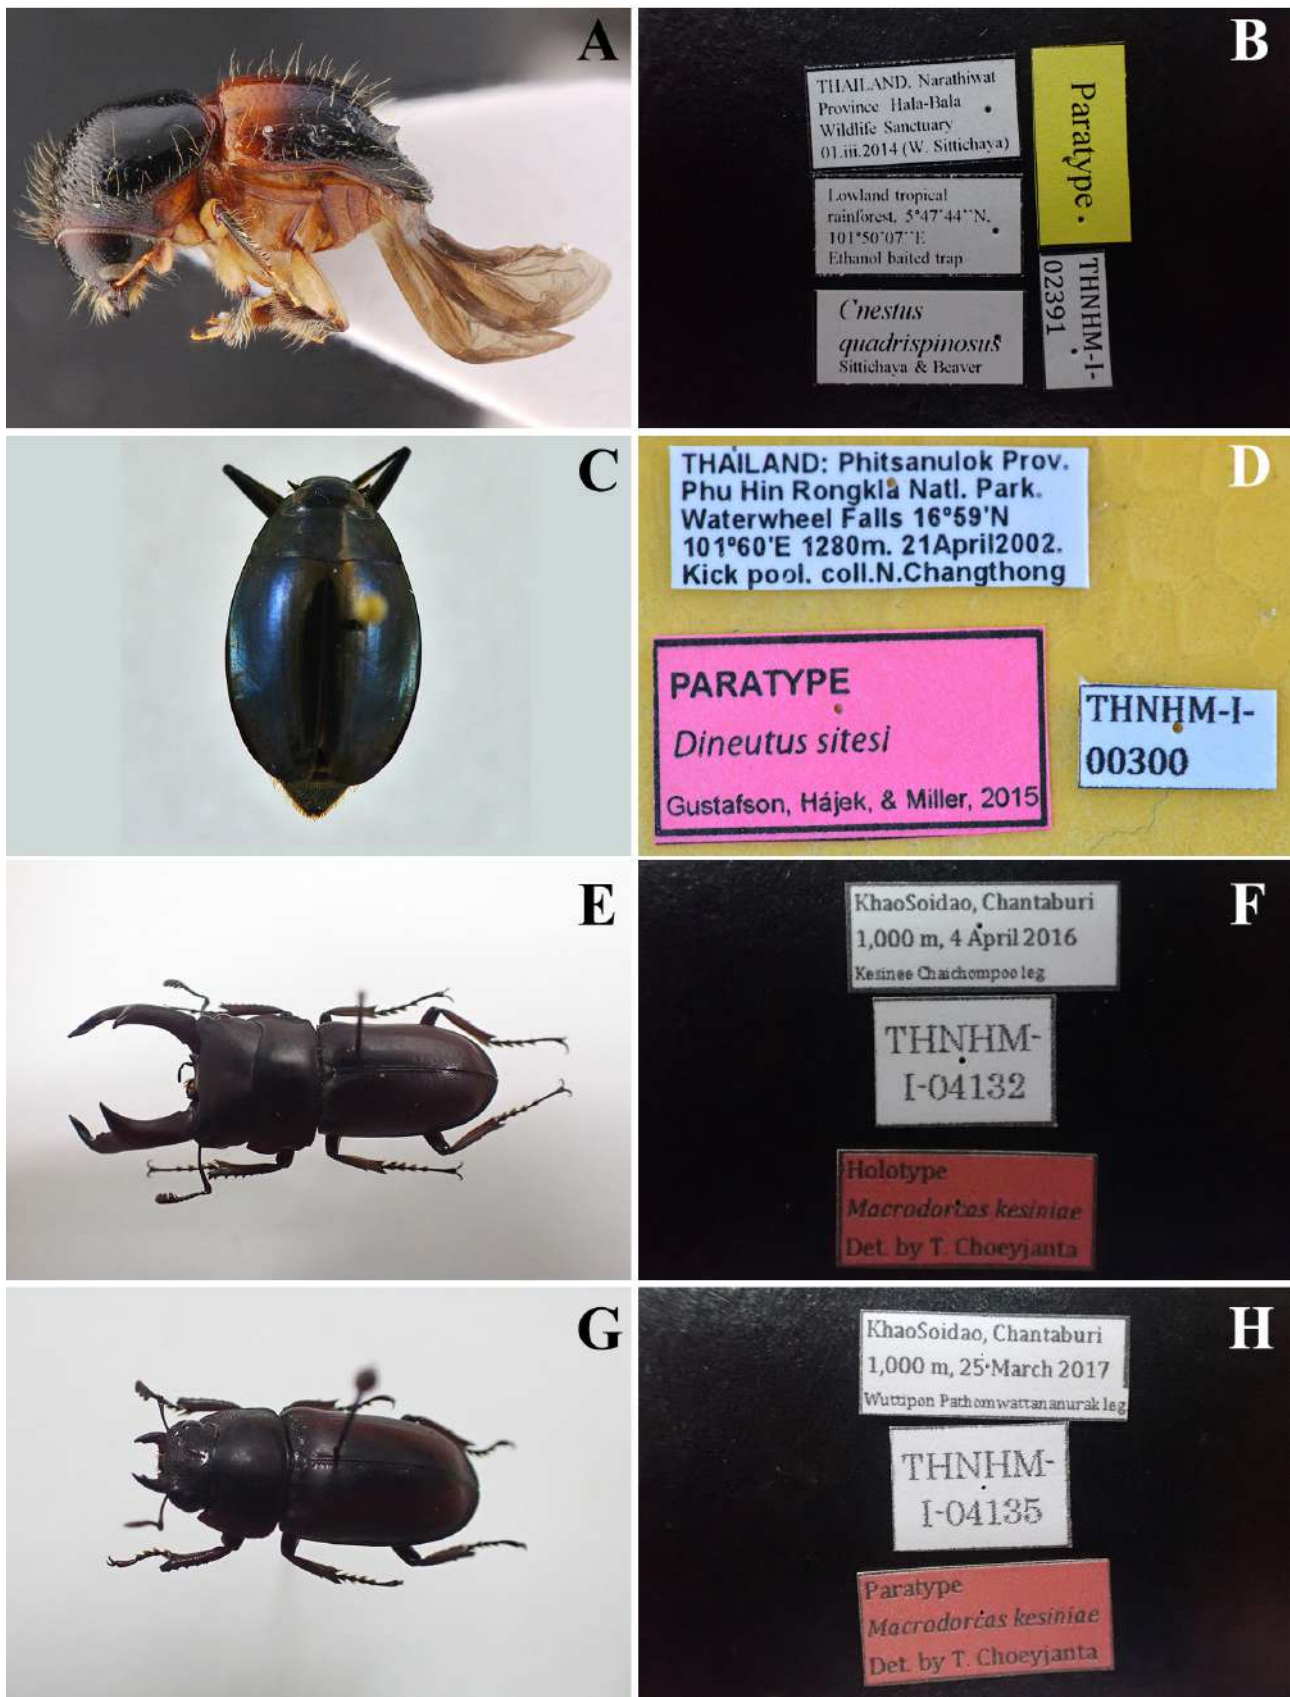 A
B
THAILAND, Narathiwat
Province Hala-Bala
Wildlife Sanctuary
01.iii.2014 (W. Sittichaya)
Lowland tropical
rainforest, 5°47'44''N,
101°50'07''E
Ethanol baited trap
Cnestus
quadrispinosus
Sittichaya & Beaver
Paratype
THNHM-I-
02391
C
D
THAILAND: Phitsanulok Prov.
Phu Hin Rongkla Natl. Park.
Waterwheel Falls 16°59'N
101°60'E 1280m. 21April2002.
Kick pool. coll.N.Changthong
PARATYPE
Dineutus sitesi
Gustafson, Hájek, & Miller, 2015
THNHM-I-
00300
E
F
KhaoSoidao, Chantaburi
1,000 m, 4 April 2016
Kesinee Chaichompoo leg
THNHM-
I-04132
Holotype
Macrodorcas kesiniae
Det. by T. Choeyjanta
G
H
KhaoSoidao, Chantaburi
1,000 m, 25 March 2017
Wuttipon Pathomwattananurak leg
THNHM-
I-04135
Paratype
Macrodorcas kesiniae
Det. by T. Choeyjanta